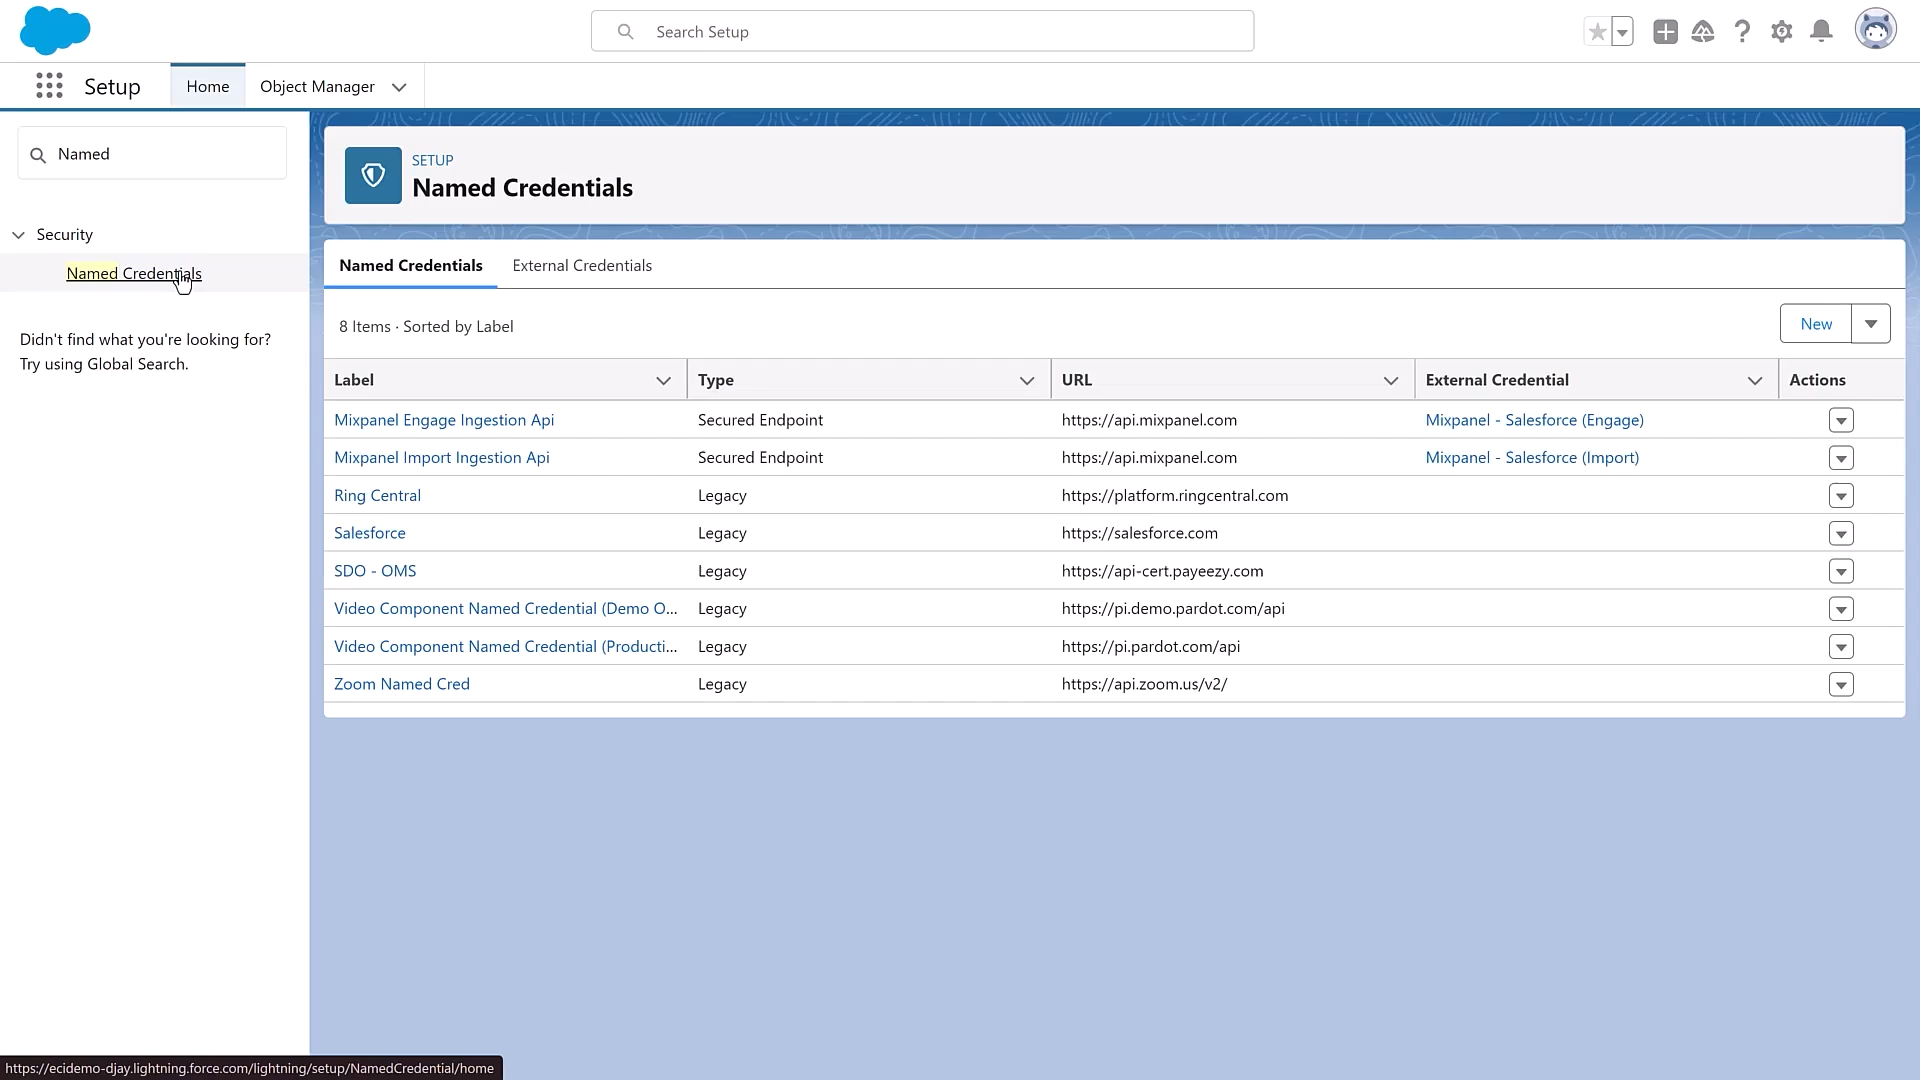 Search Setup
Setup
Home
Object Manager
Named
Security
Named Credentials
Didn't find what you're looking for?
Try using Global Search.
SETUP
Named Credentials
Named Credentials
External Credentials
8 Items · Sorted by Label
New
Label
Type
URL
External Credential
Actions
Mixpanel Engage Ingestion Api
Secured Endpoint
https://api.mixpanel.com
Mixpanel - Salesforce (Engage)
Mixpanel Import Ingestion Api
Secured Endpoint
https://api.mixpanel.com
Mixpanel - Salesforce (Import)
Ring Central
Legacy
https://platform.ringcentral.com
Salesforce
Legacy
https://salesforce.com
SDO - OMS
Legacy
https://api-cert.payeezy.com
Video Component Named Credential (Demo O...
Legacy
https://pi.demo.pardot.com/api
Video Component Named Credential (Producti...
Legacy
https://pi.pardot.com/api
Zoom Named Cred
Legacy
https://api.zoom.us/v2/
https://ecidemo-djay.lightning.force.com/lightning/setup/NamedCredential/home